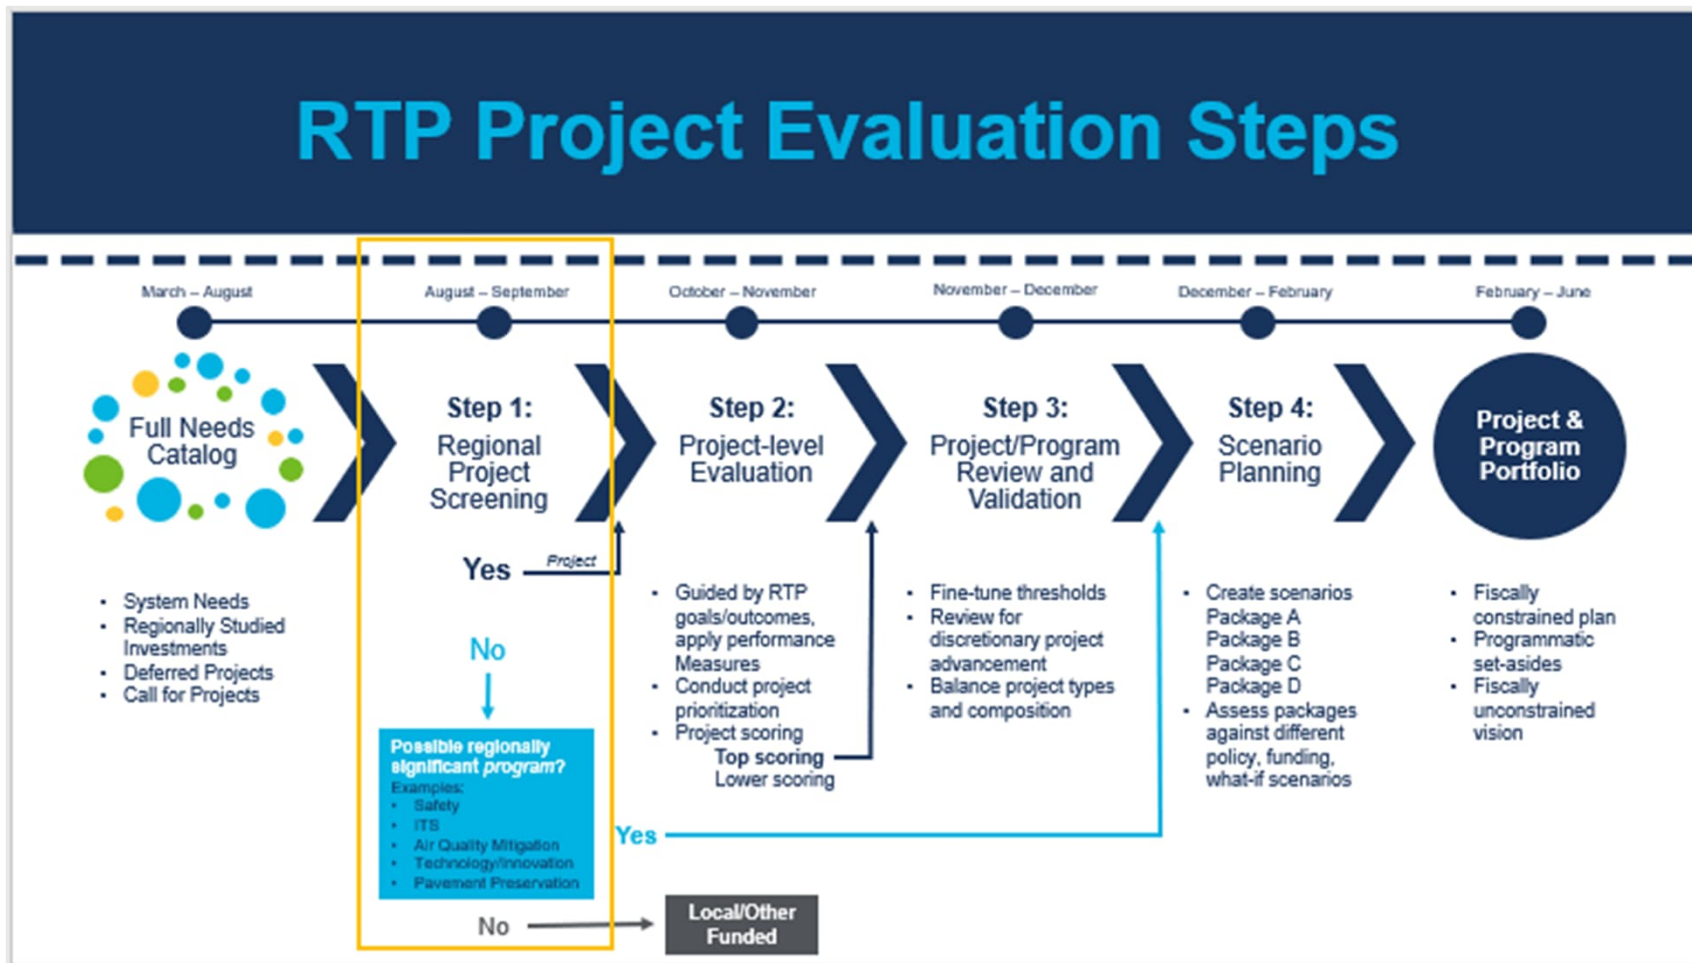 RTP Project Evaluation Steps
March – August
August – September
October – November
November – December
December – February
February – June
Full Needs
Catalog
Step 1:
Regional
Project
Screening
Step 2:
Project-level
Evaluation
Step 3:
Project/Program
Review and
Validation
Step 4:
Scenario
Planning
Project &
Program
Portfolio
▪ System Needs
▪ Regionally Studied
Investments
▪ Deferred Projects
▪ Call for Projects
Yes
Project
No
Possible regionally
significant program?
Examples:
▪ Safety
▪ ITS
▪ Air Quality Mitigation
▪ Technology/Innovation
▪ Pavement Preservation
Yes
No
Local/Other
Funded
▪ Guided by RTP
goals/outcomes,
apply performance
Measures
▪ Conduct project
prioritization
▪ Project scoring
Top scoring
Lower scoring
▪ Fine-tune thresholds
▪ Review for
discretionary project
advancement
▪ Balance project types
and composition
▪ Create scenarios
Package A
Package B
Package C
Package D
▪ Assess packages
against different
policy, funding,
what-if scenarios
▪ Fiscally
constrained plan
▪ Programmatic
set-asides
▪ Fiscally
unconstrained
vision